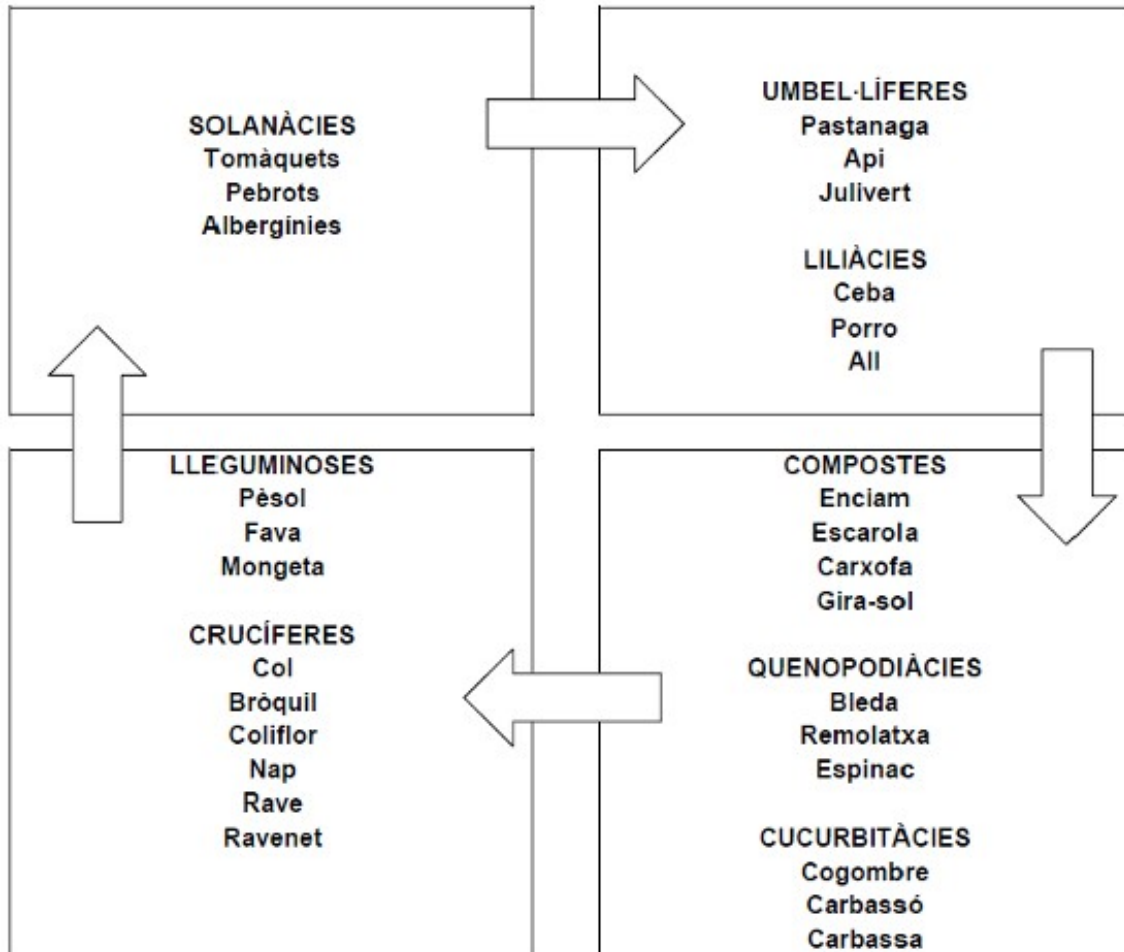 SOLANÀCIES
Tomàquets
Pebrots
Albergínies
UMBEL·LÍFERES
Pastanaga
Api
Julivert
LILIÀCIES
Ceba
Porro
All
LLEGUMINOSES
Pèsol
Fava
Mongeta
CRUCÍFERES
Col
Bròquil
Coliflor
Nap
Rave
Ravenet
COMPOSTES
Enciam
Escarola
Carxofa
Gira-sol
QUENOPODIÀCIES
Bleda
Remolatxa
Espinac
CUCURBITÀCIES
Cogombre
Carbassó
Carbassa